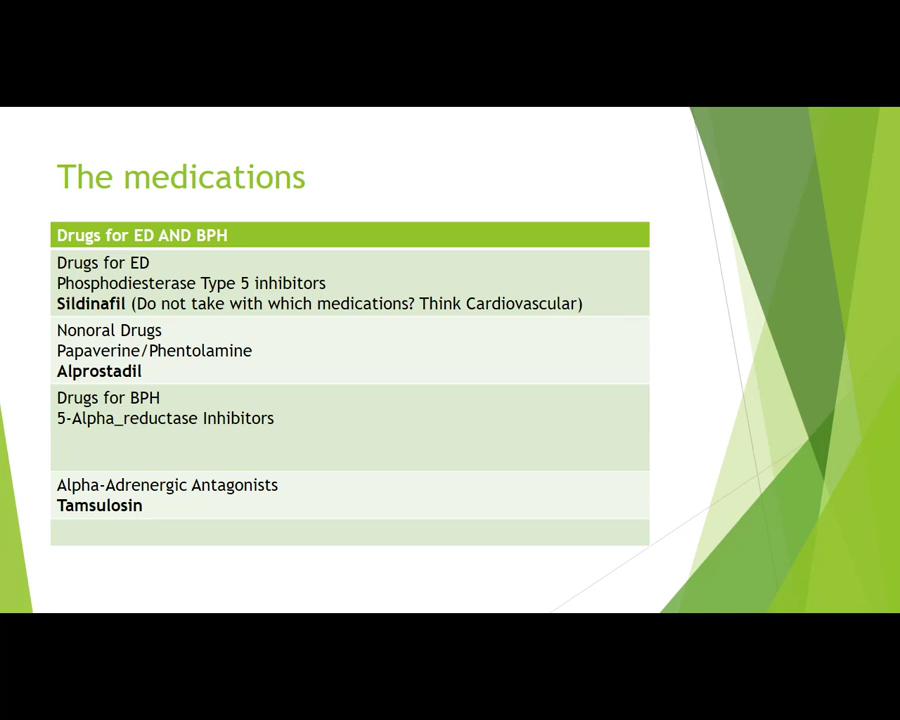 The medications
Drugs for ED AND BPH
Drugs for ED
Phosphodiesterase Type 5 inhibitors
Sildinafil (Do not take with which medications? Think Cardiovascular)
Nonoral Drugs
Papaverine/Phentolamine
Alprostadil
Drugs for BPH
5-Alpha_reductase Inhibitors
Alpha-Adrenergic Antagonists
Tamsulosin